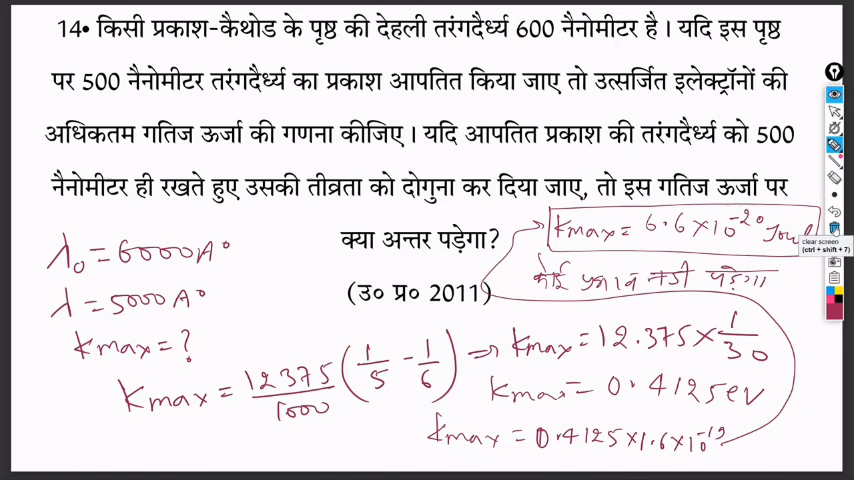 14• किसी प्रकाश-कैथोड के पृष्ठ की देहली तरंगदैर्ध्य 600 नैनोमीटर है। यदि इस पृष्ठ
पर 500 नैनोमीटर तरंगदैर्ध्य का प्रकाश आपतित किया जाए तो उत्सर्जित इलेक्ट्रॉनों की
अधिकतम गतिज ऊर्जा की गणना कीजिए। यदि आपतित प्रकाश की तरंगदैर्ध्य को 500
नैनोमीटर ही रखते हुए उसकी तीव्रता को दोगुना कर दिया जाए, तो इस गतिज ऊर्जा पर
क्या अन्तर पड़ेगा?
(उ० प्र० 2011)
λ₀ = 6000 A°
λ = 5000 A°
Kmax = ?
Kmax = 12375/1000 (1/5 - 1/6)
⇒ Kmax = 12.375 × 1/30
Kmax = 0.4125 eV
Kmax = 0.4125 × 1.6 × 10⁻¹⁹
Kmax = 6.6 × 10⁻²⁰ Joul
कोई प्रभाव नही पड़ेगा
clear screen
(ctrl + shift + 7)